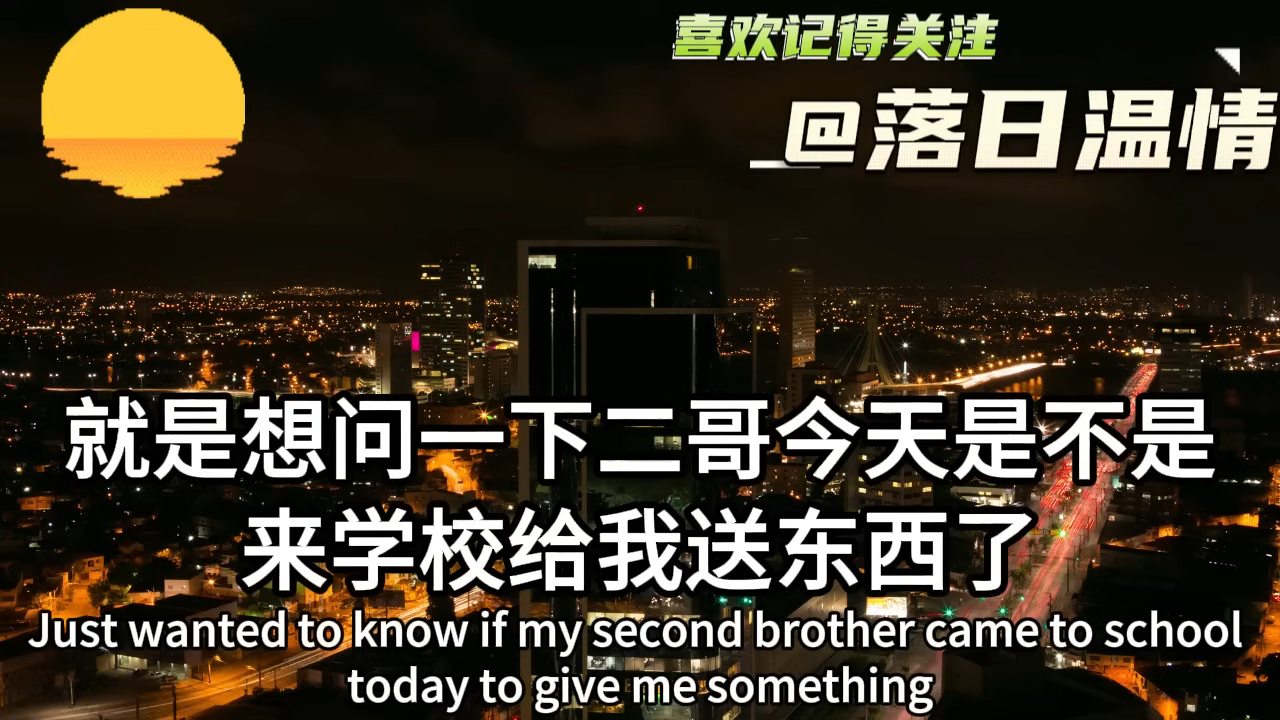 喜欢记得关注
@落日温情
就是想问一下二哥今天是不是
来学校给我送东西了
Just wanted to know if my second brother came to school
today to give me something